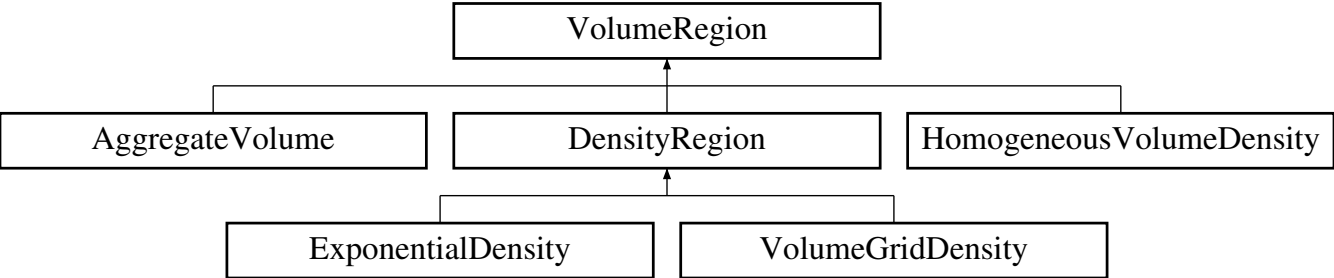 VolumeRegion
AggregateVolume DensityRegion HomogeneousVolumeDensity
ExponentialDensity VolumeGridDensity